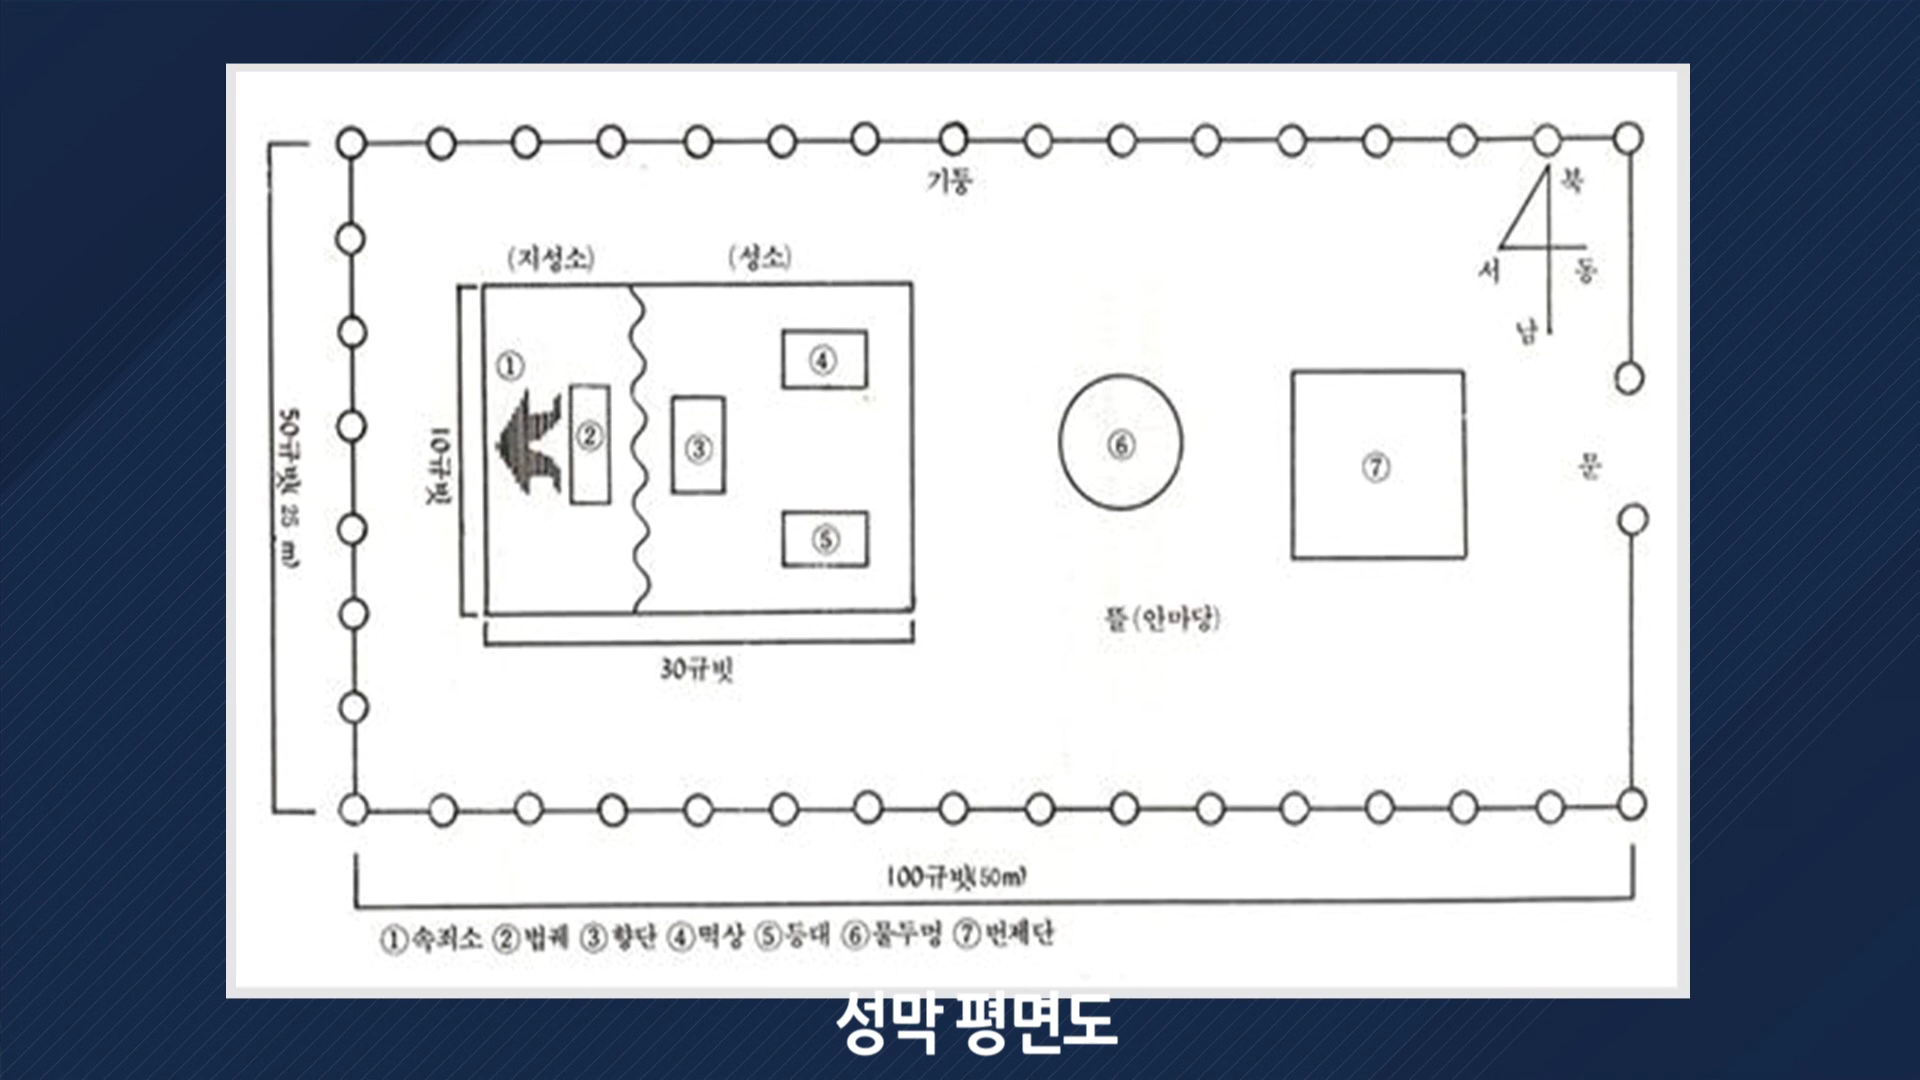 기둥
북
서 동
남
(지성소) (성소)
①
②
③
④
⑤
⑥
⑦
문
10규빗
50규빗(25 m)
30규빗
뜰(안마당)
100규빗(50m)
①속죄소 ②법궤 ③향단 ④떡상 ⑤등대 ⑥물두멍 ⑦번제단
성막 평면도